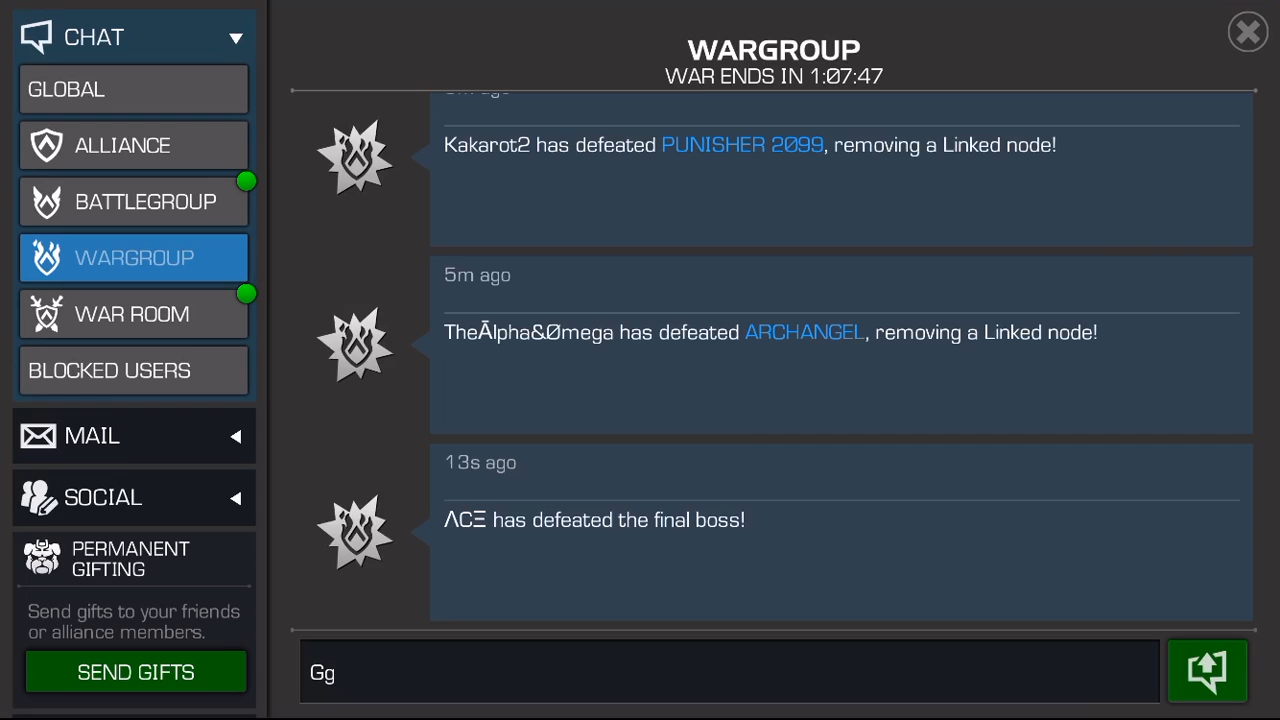 CHAT
GLOBAL
ALLIANCE
BATTLEGROUP
WARGROUP
WAR ROOM
BLOCKED USERS
MAIL
SOCIAL
PERMANENT
GIFTING
Send gifts to your friends
or alliance members.
SEND GIFTS
WARGROUP
WAR ENDS IN 1:07:47
Kakarot2 has defeated PUNISHER 2099, removing a Linked node!
5m ago
TheĀlpha&Ømega has defeated ARCHANGEL, removing a Linked node!
13s ago
ΛCΞ has defeated the final boss!
Gg